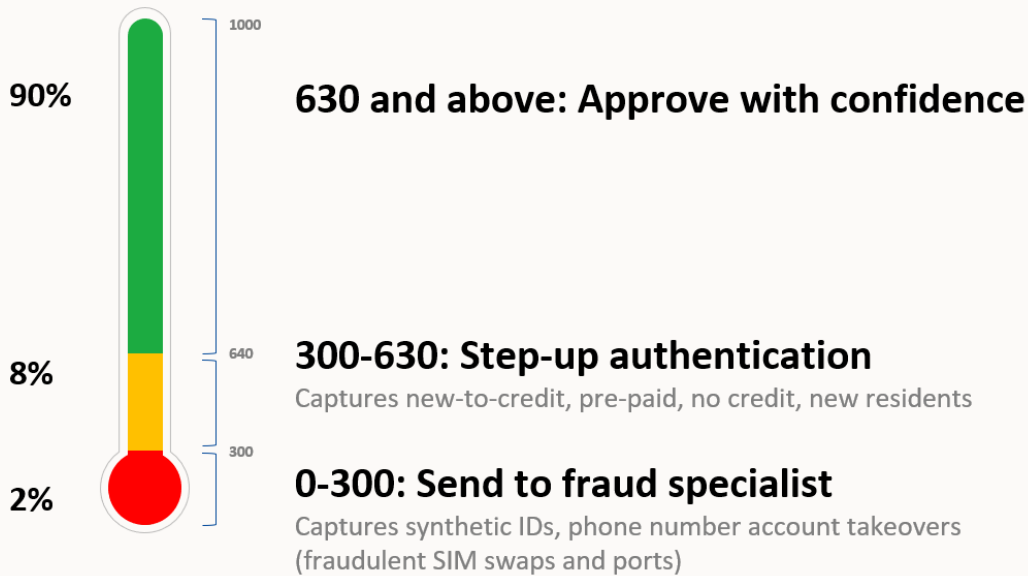 1000
90%
630 and above: Approve with confidence
640
300-630: Step-up authentication
8%
Captures new-to-credit, pre-paid, no credit, new residents
300
0-300: Send to fraud specialist
2%
Captures synthetic IDs, phone number account takeovers
(fraudulent SIM swaps and ports)